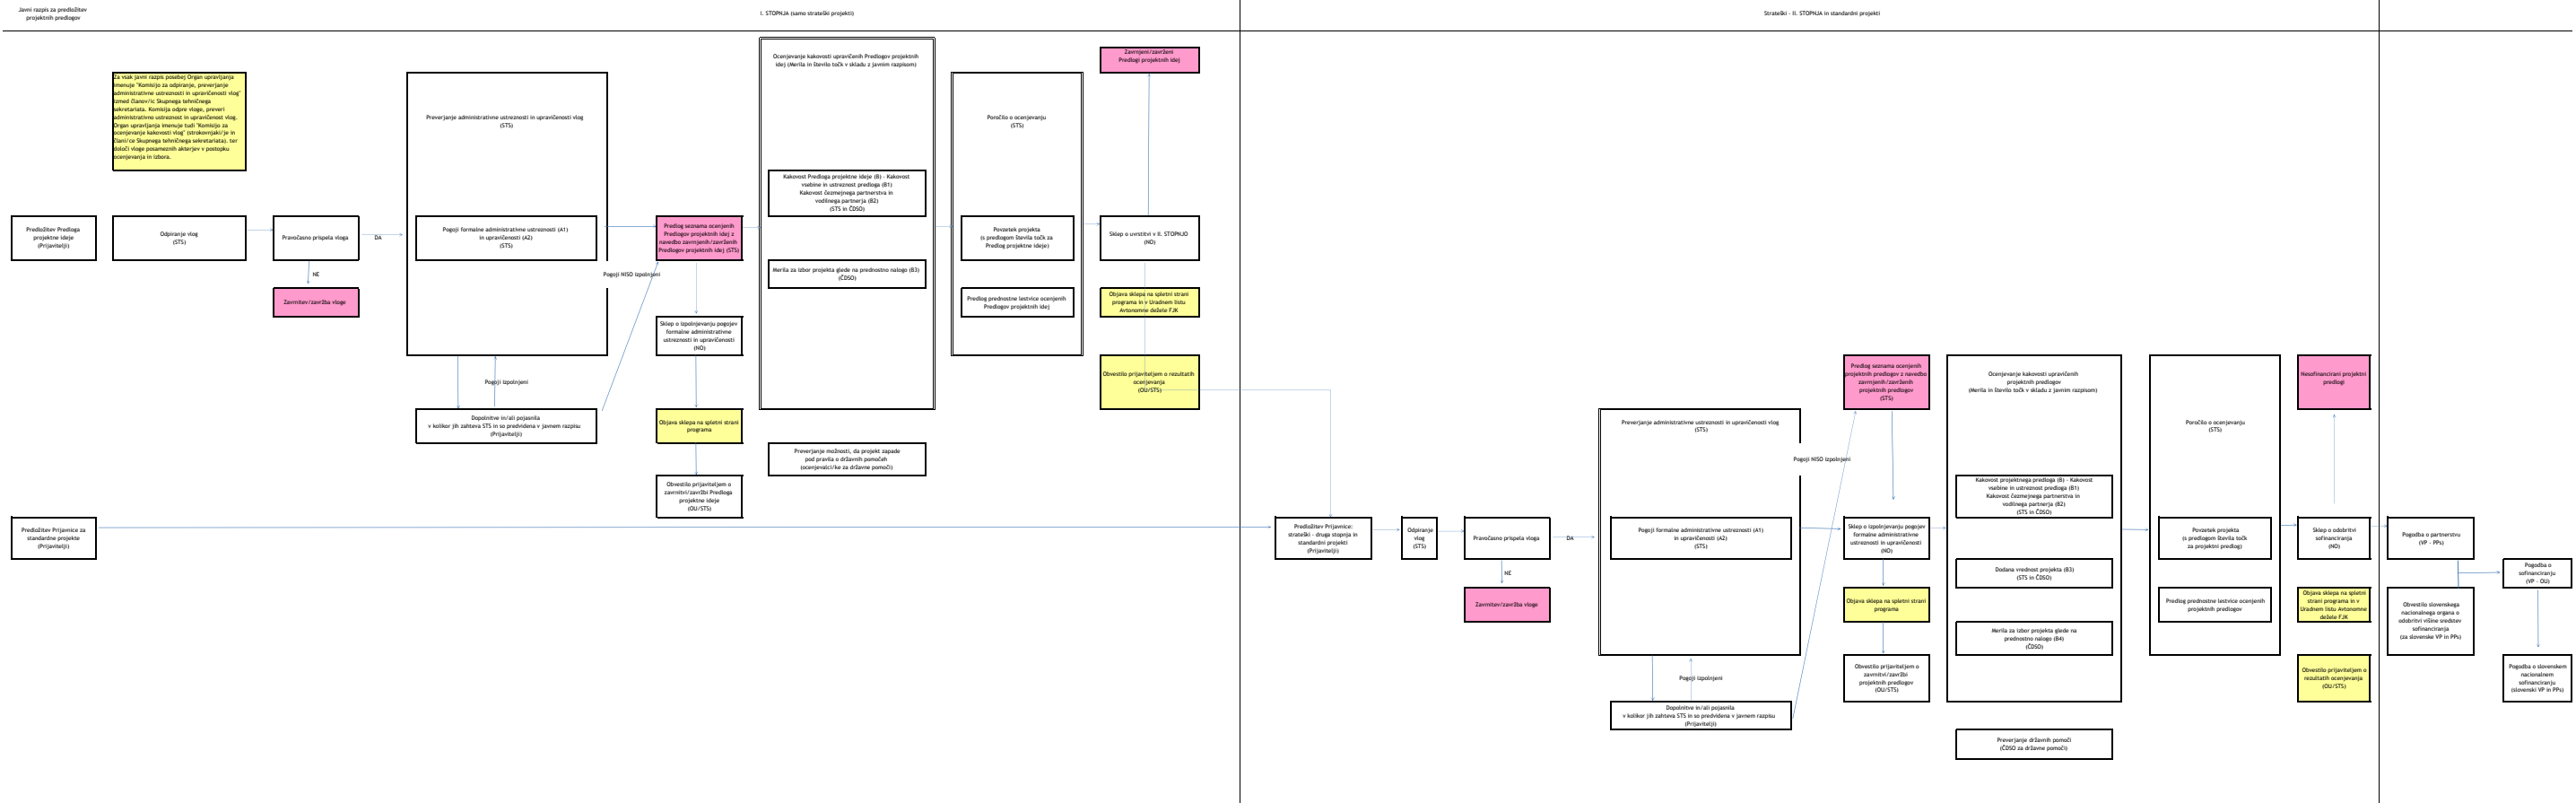 Javni razpis za predložitev
projektnih predlogov
I. STOPNJA (samo strateški projekti)
Strateški - II. STOPNJA in standardni projekti
Za vsak javni razpis posebej Organ upravljanja
imenuje "Komisijo za odpiranje, preverjanje
administrativne ustreznosti in upravičenosti vlog"
izmed članov/ic Skupnega tehničnega
sekretariata. Komisija odpre vloge, preveri
administrativno ustreznost in upravičenost vlog.
Organ upravljanja imenuje tudi "Komisijo za
ocenjevanje kakovosti vlog" (strokovnjaki/je in
člani/ce Skupnega tehničnega sekretariata). ter
določi vloge posameznih akterjev v postopku
ocenjevanja in izbora.
Predložitev Predloga
projektne ideje
(Prijavitelji)
Odpiranje vlog
(STS)
Pravočasno prispela vloga
DA
NE
Zavrnitev/zavržba vloge
Preverjanje administrativne ustreznosti in upravičenosti vlog
(STS)
Pogoji formalne administrativne ustreznosti (A1)
in upravičenosti (A2)
(STS)
Pogoji izpolnjeni
Dopolnitve in/ali pojasnila
v kolikor jih zahteva STS in so predvidena v javnem razpisu
(Prijavitelji)
Pogoji NISO izpolnjeni
Predlog seznama ocenjenih
Predlogov projektnih idej z
navedbo zavrnjenih/zavrženih
Predlogov projektnih idej (STS)
Sklep o izpolnjevanju pogojev
formalne administrativne
ustreznosti in upravičenosti
(NO)
Objava sklepa na spletni strani
programa
Obvestilo prijaviteljem o
zavrnitvi/zavržbi Predloga
projektne ideje
(OU/STS)
Ocenjevanje kakovosti upravičenih Predlogov projektnih
idej (Merila in število točk v skladu z javnim razpisom)
Kakovost Predloga projektne ideje (B) - Kakovost
vsebine in ustreznost predloga (B1)
Kakovost čezmejnega partnerstva in
vodilnega partnerja (B2)
(STS in ČDSO)
Merila za izbor projekta glede na prednostno nalogo (B3)
(ČDSO)
Preverjanje možnosti, da projekt zapade
pod pravila o državnih pomočeh
(ocenjevalci/ke za državne pomoči)
Poročilo o ocenjevanju
(STS)
Povzetek projekta
(s predlogom števila točk za
Predlog projektne ideje)
Predlog prednostne lestvice ocenjenih
Predlogov projektnih idej
Zavrnjeni/zavrženi
Predlogi projektnih idej
Sklep o uvrstitvi v II. STOPNJO
(NO)
Objava sklepa na spletni strani
programa in v Uradnem listu
Avtonomne dežele FJK
Obvestilo prijaviteljem o rezultatih
ocenjevanja
(OU/STS)
Predložitev Prijavnice za
standardne projekte
(Prijavitelji)
Predložitev Prijavnice:
strateški - druga stopnja in
standardni projekti
(Prijavitelji)
Odpiranje
vlog
(STS)
Pravočasno prispela vloga
DA
NE
Zavrnitev/zavržba vloge
Preverjanje administrativne ustreznosti in upravičenosti vlog
(STS)
Pogoji formalne administrativne ustreznosti (A1)
in upravičenosti (A2)
(STS)
Pogoji izpolnjeni
Dopolnitve in/ali pojasnila
v kolikor jih zahteva STS in so predvidena v javnem razpisu
(Prijavitelji)
Pogoji NISO izpolnjeni
Predlog seznama ocenjenih
projektnih predlogov z navedbo
zavrnjenih/zavrženih
projektnih predlogov
(STS)
Sklep o izpolnjevanju pogojev
formalne administrativne
ustreznosti in upravičenosti
(NO)
Objava sklepa na spletni strani
programa
Obvestilo prijaviteljem o
zavrnitvi/zavržbi
projektnih predlogov
(OU/STS)
Ocenjevanje kakovosti upravičenih
projektnih predlogov
(Merila in število točk v skladu z javnim razpisom)
Kakovost projektnega predloga (B) - Kakovost
vsebine in ustreznost predloga (B1)
Kakovost čezmejnega partnerstva in
vodilnega partnerja (B2)
(STS in ČDSO)
Dodana vrednost projekta (B3)
(STS in ČDSO)
Merila za izbor projekta glede na
prednostno nalogo (B4)
(ČDSO)
Preverjanje državnih pomoči
(ČDSO za državne pomoči)
Poročilo o ocenjevanju
(STS)
Povzetek projekta
(s predlogom števila točk
za projektni predlog)
Predlog prednostne lestvice ocenjenih
projektnih predlogov
Nesofinancirani projektni
predlogi
Sklep o odobritvi
sofinanciranja
(NO)
Objava sklepa na spletni
strani programa in v
Uradnem listu Avtonomne
dežele FJK
Obvestilo prijaviteljem o
rezultatih ocenjevanja
(OU/STS)
Pogodba o partnerstvu
(VP - PPs)
Obvestilo slovenskega
nacionalnega organa o
odobritvi višine sredstev
sofinanciranja
(za slovenske VP in PPs)
Pogodba o
sofinanciranju
(VP - OU)
Pogodba o slovenskem
nacionalnem
sofinanciranju
(slovenski VP in PPs)